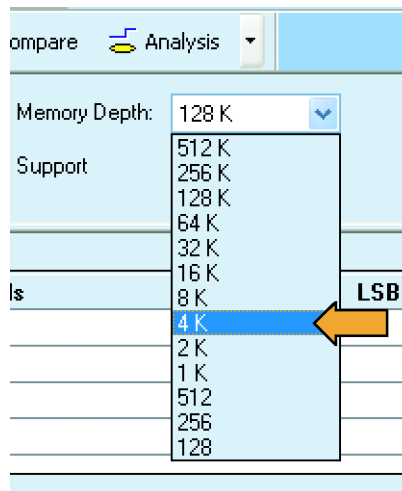 ompare Analysis
Memory Depth: 128 K
Support
512 K
256 K
128 K
64 K
32 K
16 K
ls LSB
8 K
4 K
2 K
1 K
512
256
128